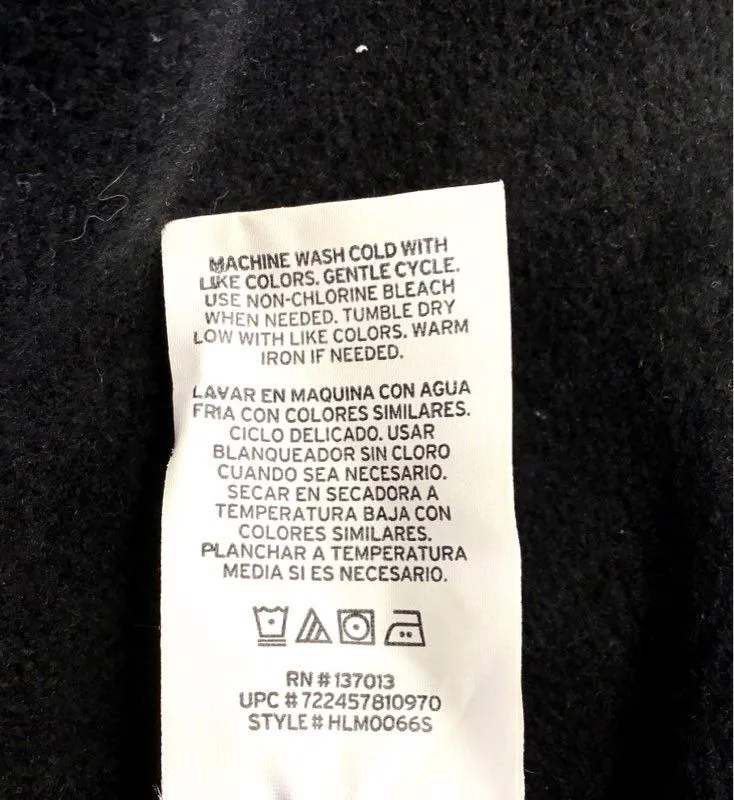 MACHINE WASH COLD WITH
LIKE COLORS. GENTLE CYCLE.
USE NON-CHLORINE BLEACH
WHEN NEEDED. TUMBLE DRY
LOW WITH LIKE COLORS. WARM
IRON IF NEEDED.
LAVAR EN MAQUINA CON AGUA
FRIA CON COLORES SIMILARES.
CICLO DELICADO. USAR
BLANQUEADOR SIN CLORO
CUANDO SEA NECESARIO.
SECAR EN SECADORA A
TEMPERATURA BAJA CON
COLORES SIMILARES.
PLANCHAR A TEMPERATURA
MEDIA SI ES NECESARIO.
RN # 137013
UPC # 722457810970
STYLE# HLM0066S